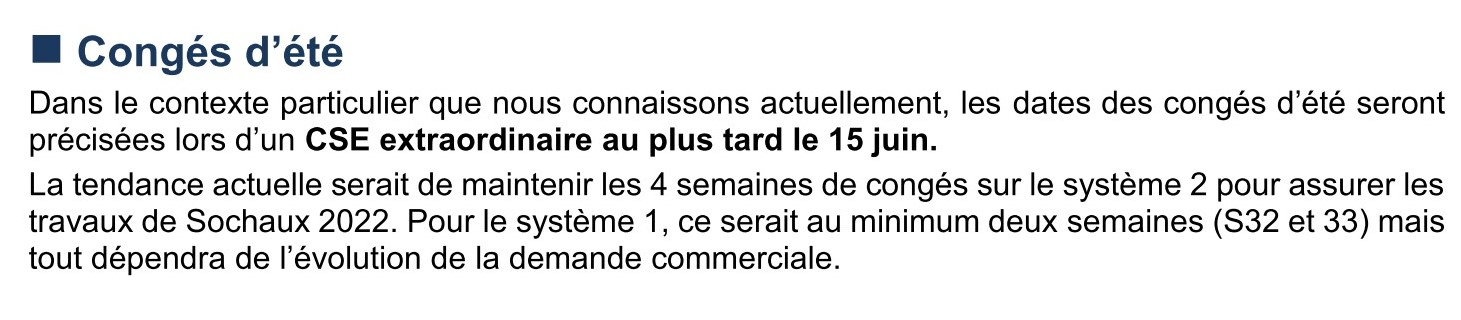 ■ Congés d’été
Dans le contexte particulier que nous connaissons actuellement, les dates des congés d’été seront
précisées lors d’un CSE extraordinaire au plus tard le 15 juin.
La tendance actuelle serait de maintenir les 4 semaines de congés sur le système 2 pour assurer les
travaux de Sochaux 2022. Pour le système 1, ce serait au minimum deux semaines (S32 et 33) mais
tout dépendra de l’évolution de la demande commerciale.